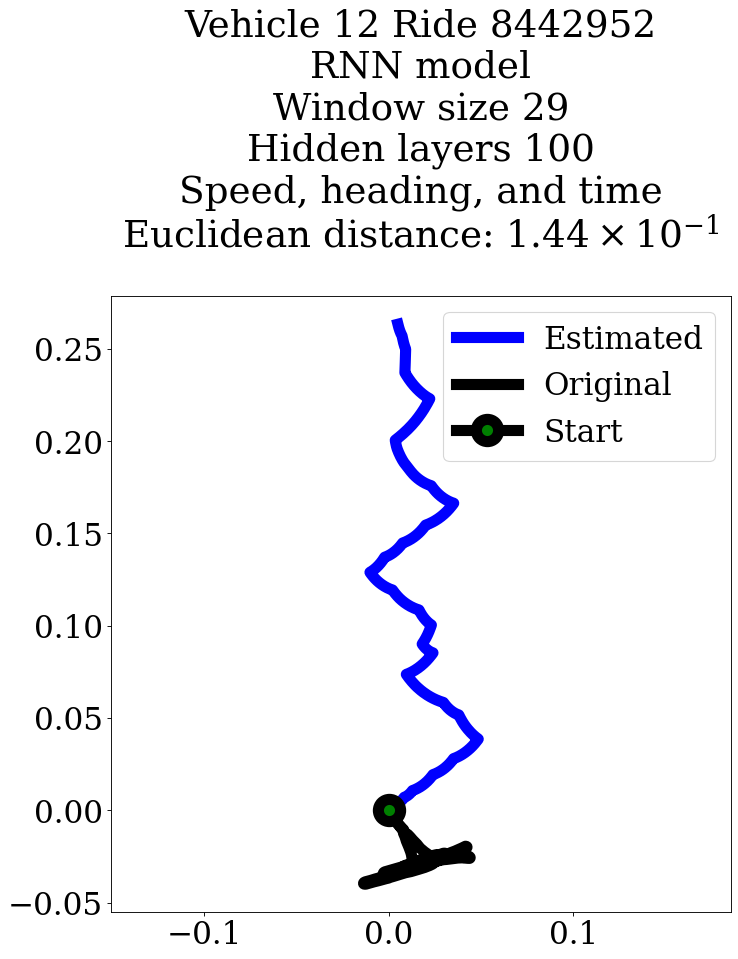 Vehicle 12 Ride 8442952
RNN model
Window size 29
Hidden layers 100
Speed, heading, and time
Euclidean distance: 1.44 × 10⁻¹
Estimated
Original
Start
0.25
0.20
0.15
0.10
0.05
0.00
−0.05
−0.1
0.0
0.1